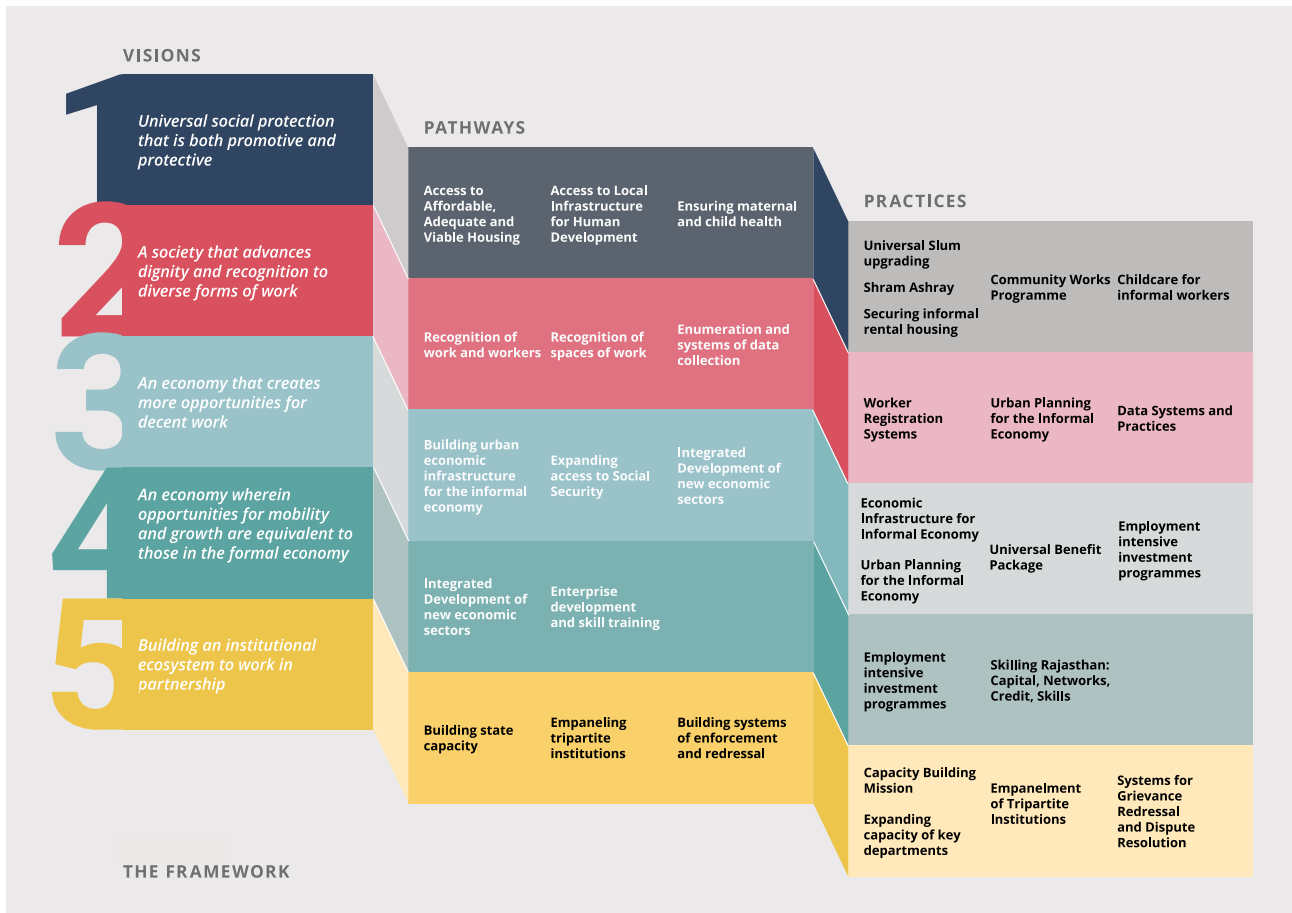 VISIONS
1
Universal social protection
that is both promotive and
protective
2
A society that advances
dignity and recognition to
diverse forms of work
3
An economy that creates
more opportunities for
decent work
4
An economy wherein
opportunities for mobility
and growth are equivalent to
those in the formal economy
5
Building an institutional
ecosystem to work in
partnership
PATHWAYS
Access to
Affordable,
Adequate and
Viable Housing
Access to Local
Infrastructure
for Human
Development
Ensuring maternal
and child health
Recognition of
work and workers
Recognition of
spaces of work
Enumeration and
systems of data
collection
Building urban
economic
infrastructure
for the informal
economy
Expanding
access to Social
Security
Integrated
Development of
new economic
sectors
Integrated
Development of
new economic
sectors
Enterprise
development
and skill training
Building state
capacity
Empaneling
tripartite
institutions
Building systems
of enforcement
and redressal
PRACTICES
Universal Slum
upgrading
Shram Ashray
Securing informal
rental housing
Community Works
Programme
Childcare for
informal workers
Worker
Registration
Systems
Urban Planning
for the Informal
Economy
Data Systems and
Practices
Economic
Infrastructure for
Informal Economy
Urban Planning
for the Informal
Economy
Universal Benefit
Package
Employment
intensive
investment
programmes
Employment
intensive
investment
programmes
Skilling Rajasthan:
Capital, Networks,
Credit, Skills
Capacity Building
Mission
Expanding
capacity of key
departments
Empanelment
of Tripartite
Institutions
Systems for
Grievance
Redressal
and Dispute
Resolution
THE FRAMEWORK